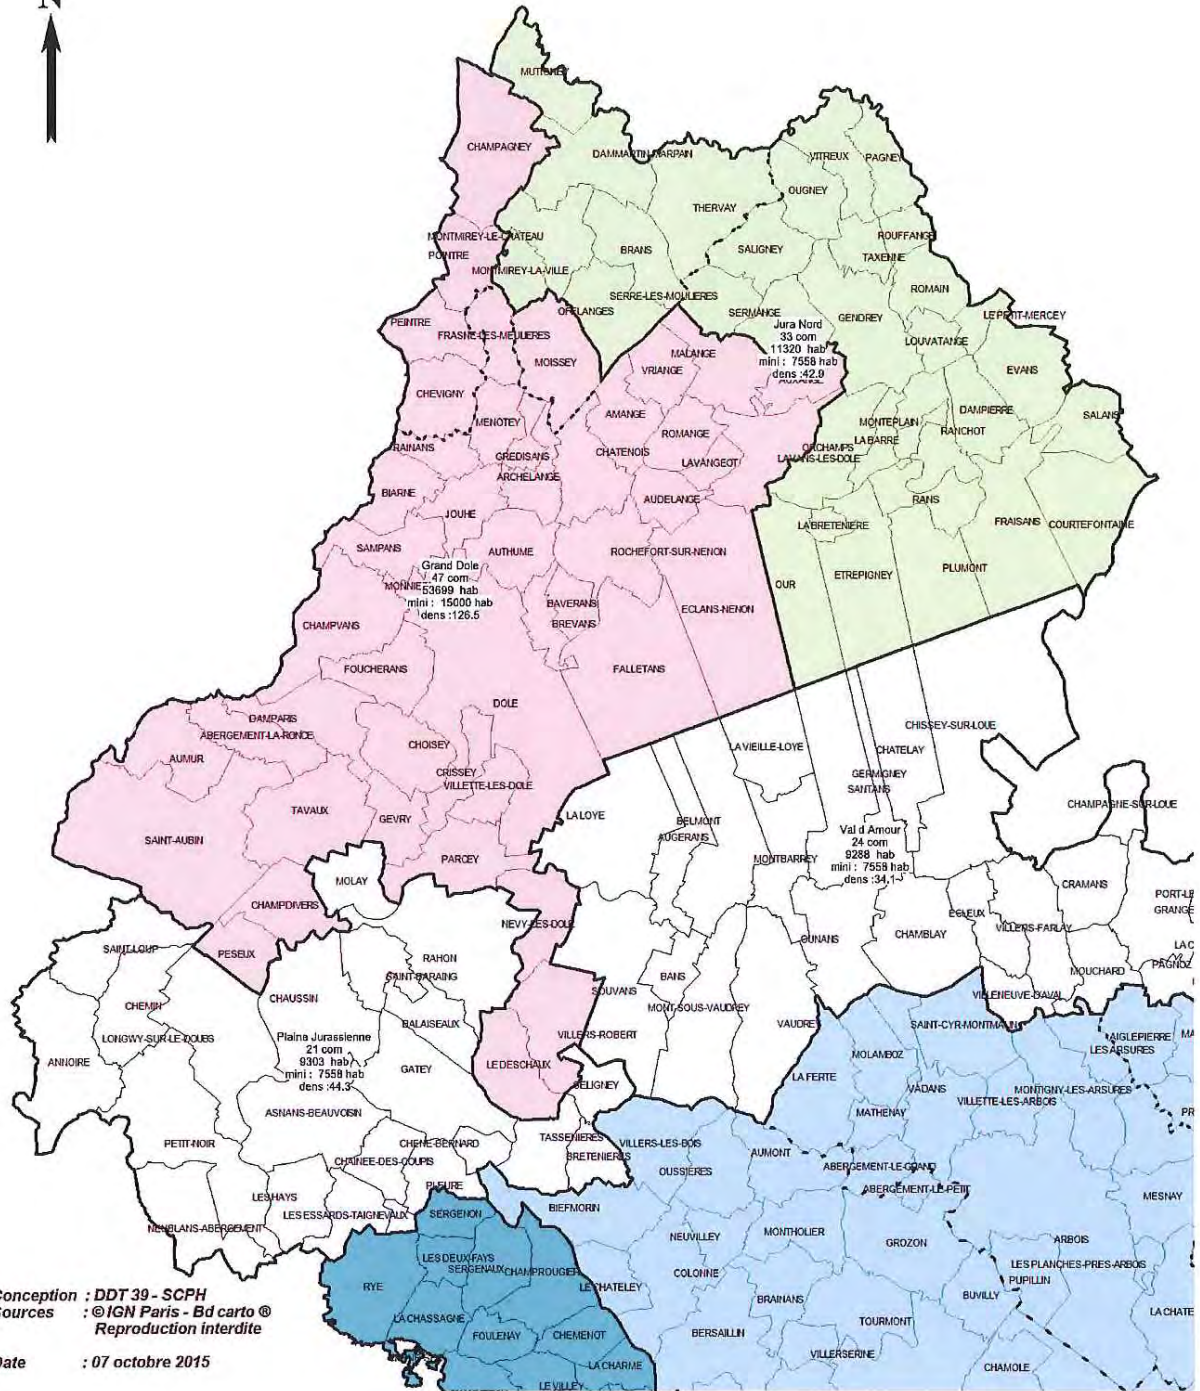 N
MUTIGNEY
CHAMPAGNEY
DAMMARTIN-MARPAIN
VITREUX
PAGNEY
OUGNEY
THERVAY
MONTMIREY-LE-CHATEAU
POINTRE
BRANS
SALIGNEY
ROUFFANGE
TAXENNE
MONTMIREY-LA-VILLE
ROMAIN
OFFLANGES
SERRE-LES-MOULIERES
SERMANGE
GENDREY
LE PETIT-MERCEY
PEINTRE
FRASNE-LES-MEULIERES
Jura Nord
33 com
11320 hab
mini : 7558 hab
dens :42.9
LOUVATANGE
MOISSEY
MALANGE
VRIANGE
EVANS
CHEVIGNY
AMANGE
DAMPIERRE
SALANS
MENOTEY
MONTEPLAIN
ROMANGE
RANCHOT
RAINANS
LA BARRE
ORCHAMPS
GREDISANS
CHATENOIS
LAVANGEOT
LAVANS-LES-DOLE
ARCHELANGE
BIARNE
AUDELANGE
RANS
JOUHE
LA BRETENIERE
FRAISANS
COURTEFONTAINE
SAMPANS
AUTHUME
ROCHEFORT-SUR-NENON
Grand Dole
47 com
53699 hab
mini : 15000 hab
dens :126.5
OUR
ETREPIGNEY
PLUMONT
BAVERANS
ECLANS-NENON
CHAMPVANS
BREVANS
FOUCHERANS
FALLETANS
DOLE
DAMPARIS
ABERGEMENT-LA-RONCE
CHOISEY
LA VIEILLE-LOYE
CHISSEY-SUR-LOUE
AUMUR
CHATELAY
CRISSEY
GERMIGNEY
VILLETTE-LES-DOLE
SANTANS
TAVAUX
CHAMPAGNE-SUR-LOUE
GEVRY
LA LOYE
BELMONT
SAINT-AUBIN
AUGERANS
Val d Amour
24 com
9288 hab
mini : 7558 hab
dens :34.1
PARCEY
MONTBARREY
MOLAY
CRAMANS
CHAMPDIVERS
NEVY-LES-DOLE
ECLEUX
VILLERS-FARLAY
CHAMBLAY
OUNANS
SAINT-LOUP
PESEUX
RAHON
SAINT-BARAING
BANS
MOUCHARD
PAGNOZ
CHAUSSIN
SOUVANS
VILLENEUVE-D'AVAL
CHEMIN
MONT-SOUS-VAUDREY
BALAISEAUX
VAUDREY
SAINT-CYR-MONTMALIN
LONGWY-SUR-LE-DOUBS
Plaine Jurassienne
21 com
9303 hab
mini : 7558 hab
dens :44.3
VILLERS-ROBERT
AIGLEPIERRE
LES ARSURES
ANNOIRE
GATEY
LE DESCHAUX
MOLAMBOZ
LA FERTE
SELIGNEY
VADANS
MONTIGNY-LES-ARSURES
VILLETTE-LES-ARBOIS
ASNANS-BEAUVOISIN
MATHENAY
PETIT-NOIR
CHENE-BERNARD
TASSENIERES
VILLERS-LES-BOIS
AUMONT
BRETENIERES
CHAINEE-DES-COUPIS
OUSSIERES
ABERGEMENT-LE-GRAND
PLEURE
ABERGEMENT-LE-PETIT
LES HAYS
MESNAY
LES ESSARDS-TAIGNEVAUX
SERGENON
BIEFMORIN
NEUBLANS-ABERGEMENT
NEUVILLEY
MONTHOLIER
GROZON
ARBOIS
LES DEUX-FAYS
SERGENAUX
CHAMPROUGIER
LES PLANCHES-PRES-ARBOIS
COLONNE
PUPILLIN
RYE
LE CHATELEY
BUVILLY
BRAINANS
LA CHATE
LA CHASSAGNE
FOULENAY
CHEMENOT
BERSAILLIN
TOURMONT
VILLERSERINE
LA CHARME
CHAMOLE
LE VILLEY
Conception : DDT 39 - SCPH
Sources : © IGN Paris - Bd carto ®
Reproduction interdite
Date : 07 octobre 2015